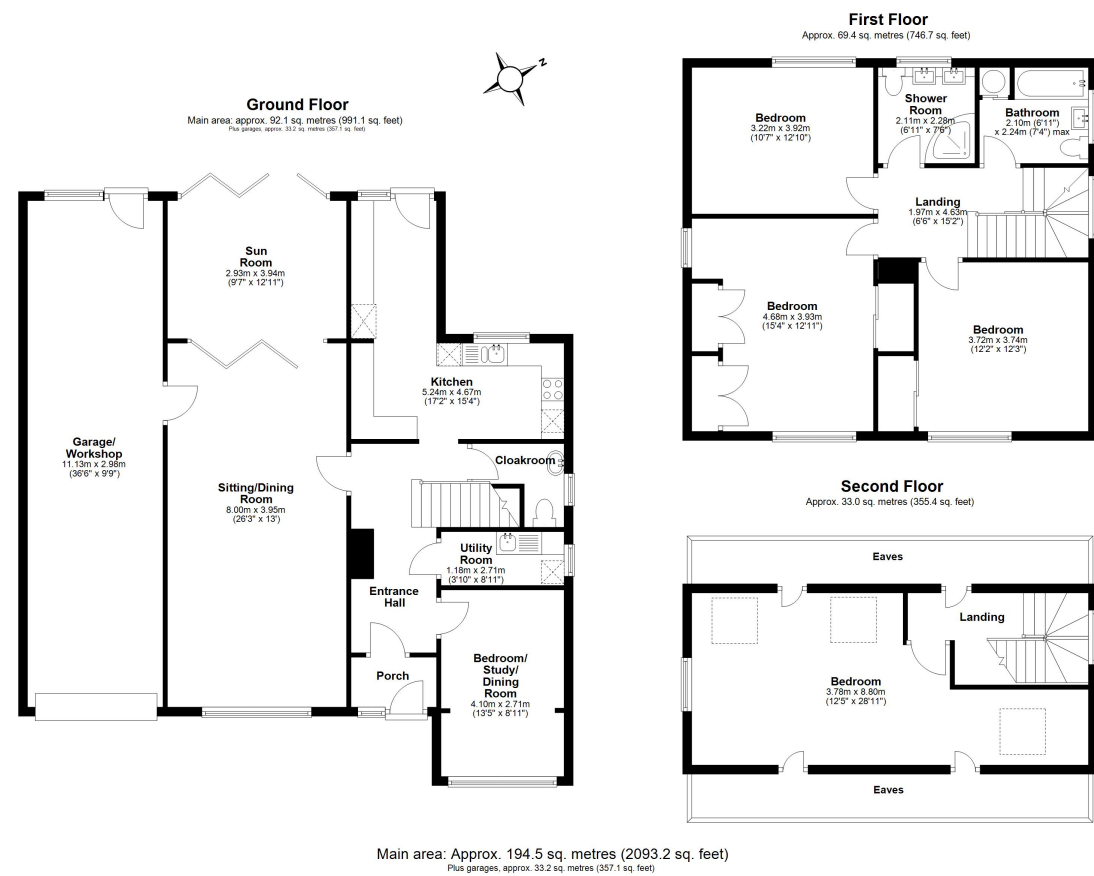 Ground Floor
Main area: approx. 92.1 sq. metres (991.1 sq. feet)
Plus garages, approx. 33.2 sq. metres (357.1 sq. feet)
N
Sun
Room
2.93m x 3.94m
(9'7" x 12'11")
Kitchen
5.24m x 4.67m
(17'2" x 15'4")
Garage/
Workshop
11.13m x 2.98m
(36'6" x 9'9")
Sitting/Dining
Room
8.00m x 3.95m
(26'3" x 13')
Cloakroom
Utility
Room
1.18m x 2.71m
(3'10" x 8'11")
Entrance
Hall
Porch
Bedroom/
Study/
Dining
Room
4.10m x 2.71m
(13'5" x 8'11")
First Floor
Approx. 69.4 sq. metres (746.7 sq. feet)
Bedroom
3.22m x 3.92m
(10'7" x 12'10")
Shower
Room
2.11m x 2.28m
(6'11" x 7'6")
Bathroom
2.10m (6'11")
x 2.24m (7'4") max
Landing
1.97m x 4.63m
(6'6" x 15'2")
Bedroom
4.68m x 3.93m
(15'4" x 12'11")
Bedroom
3.72m x 3.74m
(12'2" x 12'3")
Second Floor
Approx. 33.0 sq. metres (355.4 sq. feet)
Eaves
Landing
Bedroom
3.78m x 8.80m
(12'5" x 28'11")
Eaves
Main area: Approx. 194.5 sq. metres (2093.2 sq. feet)
Plus garages, approx. 33.2 sq. metres (357.1 sq. feet)